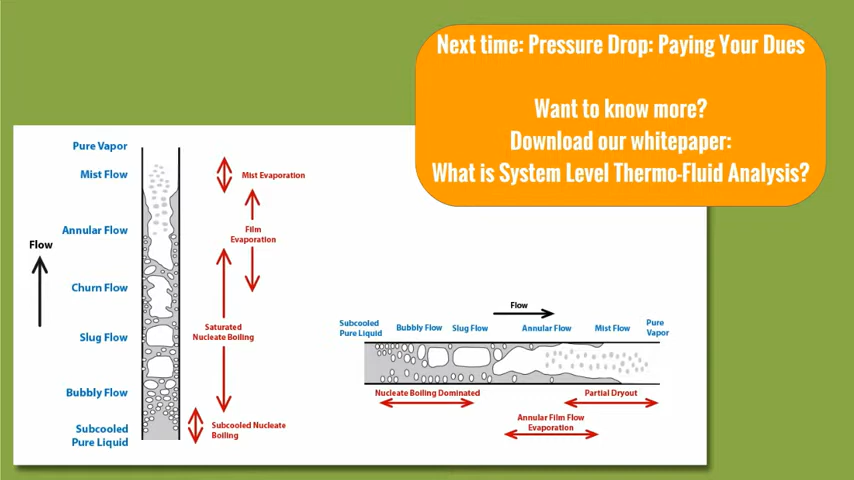 Next time: Pressure Drop: Paying Your Dues
Want to know more?
Download our whitepaper:
What is System Level Thermo-Fluid Analysis?
Pure Vapor
Mist Flow
Annular Flow
Flow
Churn Flow
Slug Flow
Bubbly Flow
Subcooled
Pure Liquid
Mist Evaporation
Film
Evaporation
Saturated
Nucleate Boiling
Subcooled Nucleate
Boiling
Flow
Subcooled
Pure Liquid
Bubbly Flow
Slug Flow
Annular Flow
Mist Flow
Pure
Vapor
Nucleate Boiling Dominated
Partial Dryout
Annular Film Flow
Evaporation